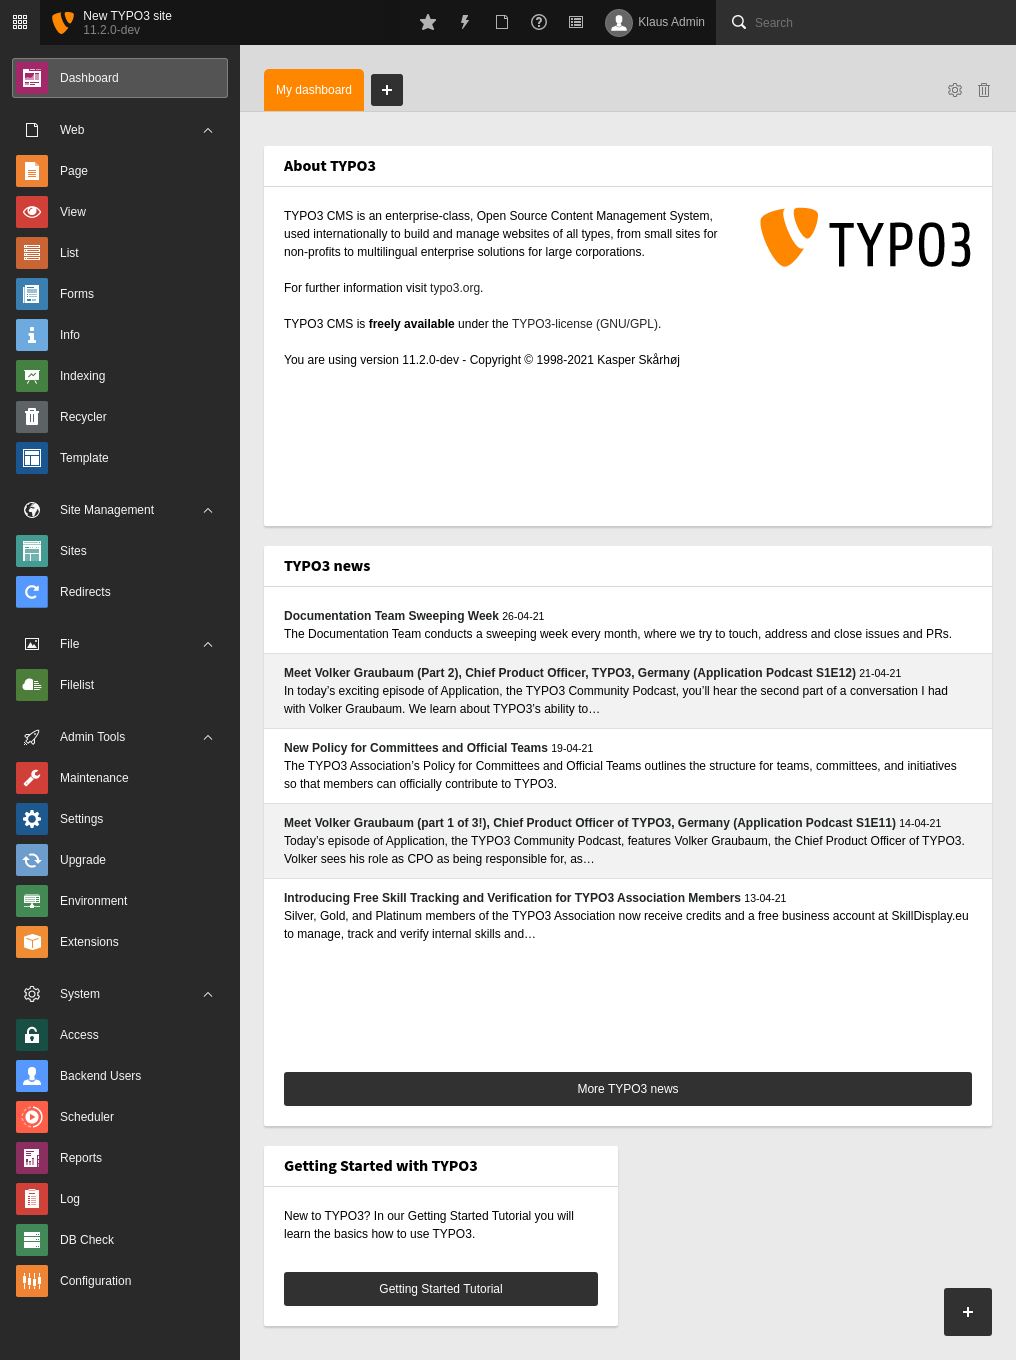 New TYPO3 site
11.2.0-dev
Klaus Admin
Search
Dashboard
Web
Page
View
List
Forms
Info
Indexing
Recycler
Template
Site Management
Sites
Redirects
File
Filelist
Admin Tools
Maintenance
Settings
Upgrade
Environment
Extensions
System
Access
Backend Users
Scheduler
Reports
Log
DB Check
Configuration
My dashboard
About TYPO3
TYPO3 CMS is an enterprise-class, Open Source Content Management System,
used internationally to build and manage websites of all types, from small sites for
non-profits to multilingual enterprise solutions for large corporations.
TYPO3
For further information visit typo3.org.
TYPO3 CMS is freely available under the TYPO3-license (GNU/GPL).
You are using version 11.2.0-dev - Copyright © 1998-2021 Kasper Skårhøj
TYPO3 news
Documentation Team Sweeping Week 26-04-21
The Documentation Team conducts a sweeping week every month, where we try to touch, address and close issues and PRs.
Meet Volker Graubaum (Part 2), Chief Product Officer, TYPO3, Germany (Application Podcast S1E12) 21-04-21
In today’s exciting episode of Application, the TYPO3 Community Podcast, you’ll hear the second part of a conversation I had
with Volker Graubaum. We learn about TYPO3’s ability to…
New Policy for Committees and Official Teams 19-04-21
The TYPO3 Association’s Policy for Committees and Official Teams outlines the structure for teams, committees, and initiatives
so that members can officially contribute to TYPO3.
Meet Volker Graubaum (part 1 of 3!), Chief Product Officer of TYPO3, Germany (Application Podcast S1E11) 14-04-21
Today’s episode of Application, the TYPO3 Community Podcast, features Volker Graubaum, the Chief Product Officer of TYPO3.
Volker sees his role as CPO as being responsible for, as…
Introducing Free Skill Tracking and Verification for TYPO3 Association Members 13-04-21
Silver, Gold, and Platinum members of the TYPO3 Association now receive credits and a free business account at SkillDisplay.eu
to manage, track and verify internal skills and…
More TYPO3 news
Getting Started with TYPO3
New to TYPO3? In our Getting Started Tutorial you will
learn the basics how to use TYPO3.
Getting Started Tutorial